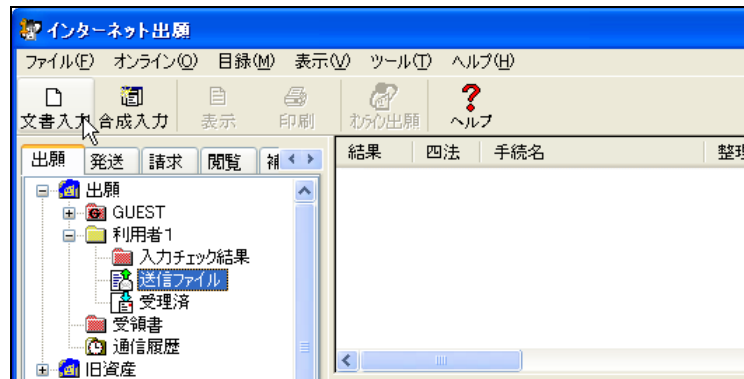 インターネット出願
ファイル(F) オンライン(O) 目録(M) 表示(V) ツール(T) ヘルプ(H)
文書入力 合成入力 表示 印刷 オンライン出願 ヘルプ
出願 発送 請求 閲覧 補
結果 四法 手続名 整理
出願
GUEST
利用者1
入力チェック結果
送信ファイル
受理済
受領書
通信履歴
旧資産